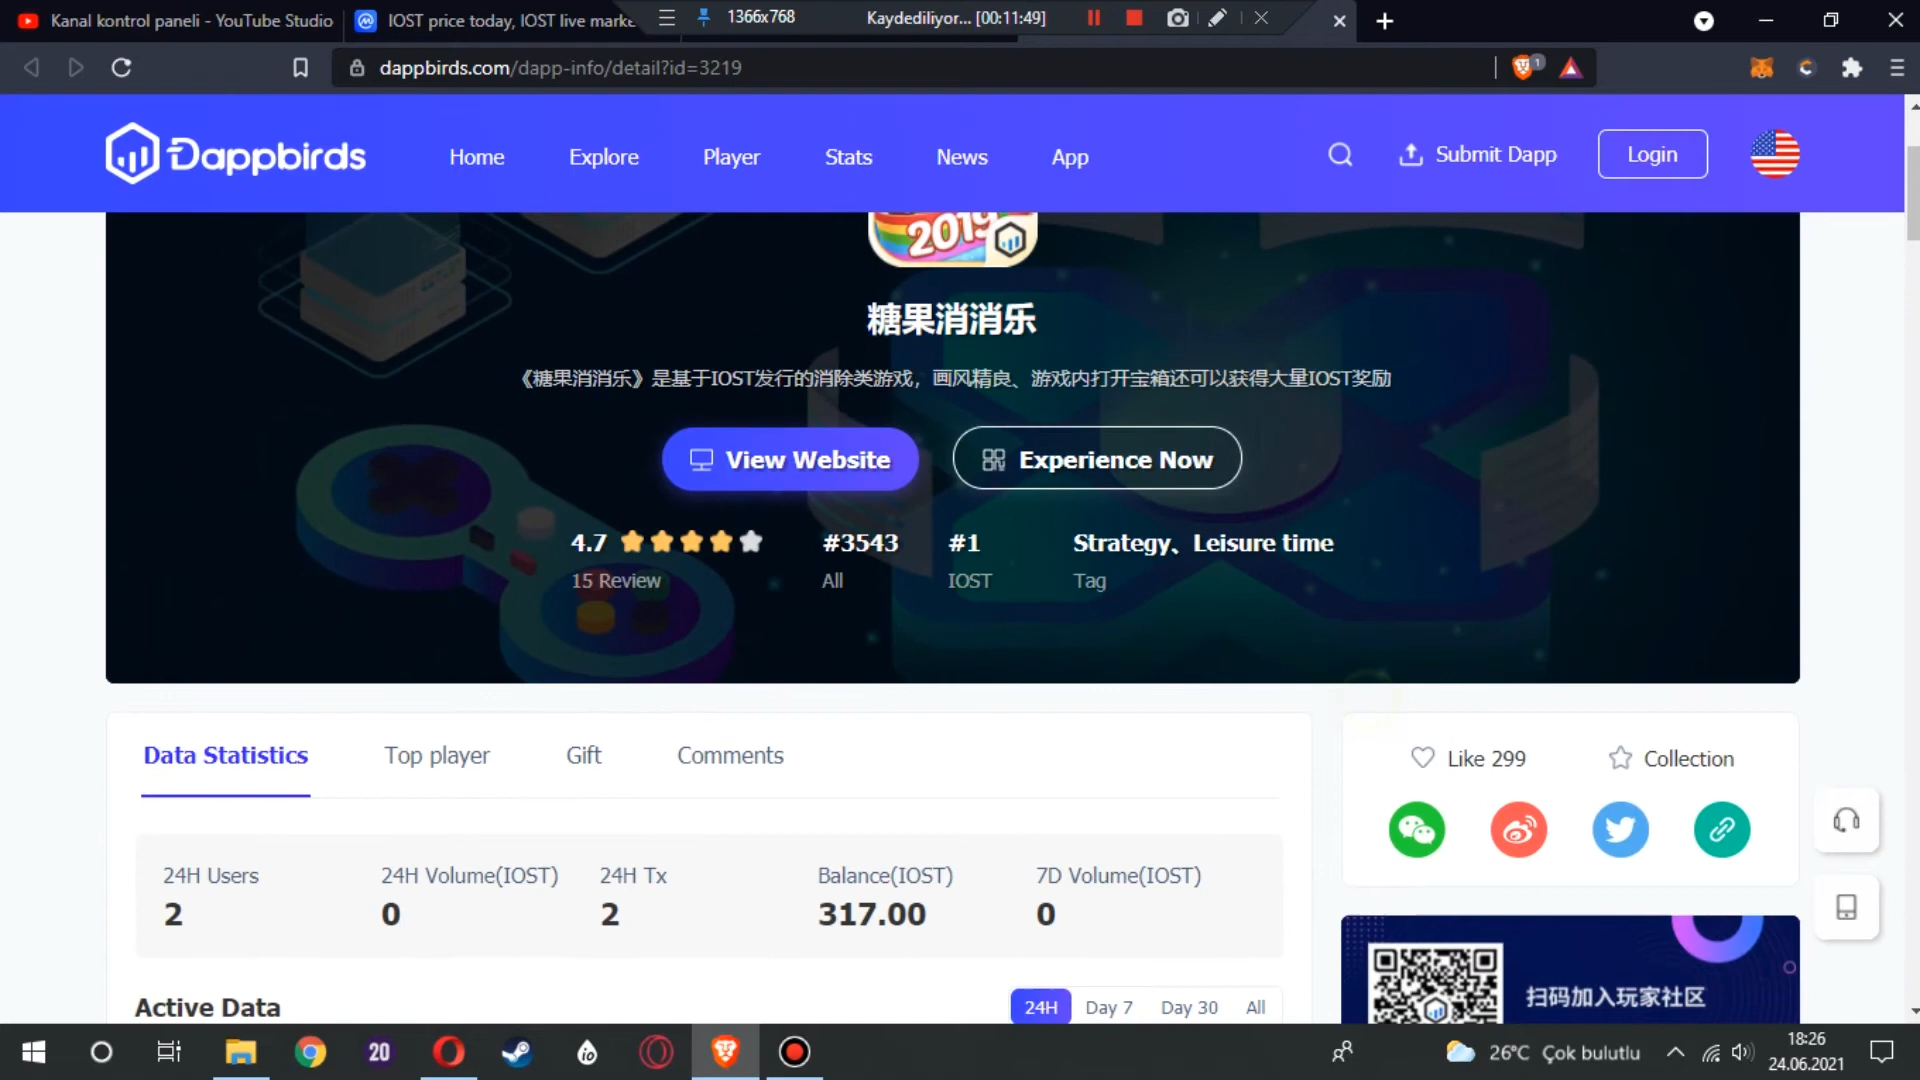 Kanal kontrol paneli - YouTube Studio
IOST price today, IOST live marke
1366x768
Kaydediliyor... [00:11:49]
dappbirds.com/dapp-info/detail?id=3219
1
Dappbirds
Home
Explore
Player
Stats
News
App
Submit Dapp
Login
2019
糖果消消乐
《糖果消消乐》是基于IOST发行的消除类游戏，画风精良、游戏内打开宝箱还可以获得大量IOST奖励
View Website
Experience Now
4.7
#3543
#1
Strategy、Leisure time
15 Review
All
IOST
Tag
Data Statistics
Top player
Gift
Comments
Like 299
Collection
24H Users
24H Volume(IOST)
24H Tx
Balance(IOST)
7D Volume(IOST)
2
0
2
317.00
0
扫码加入玩家社区
Active Data
24H
Day 7
Day 30
All
20
io
26°C Çok bulutlu
18:26
24.06.2021